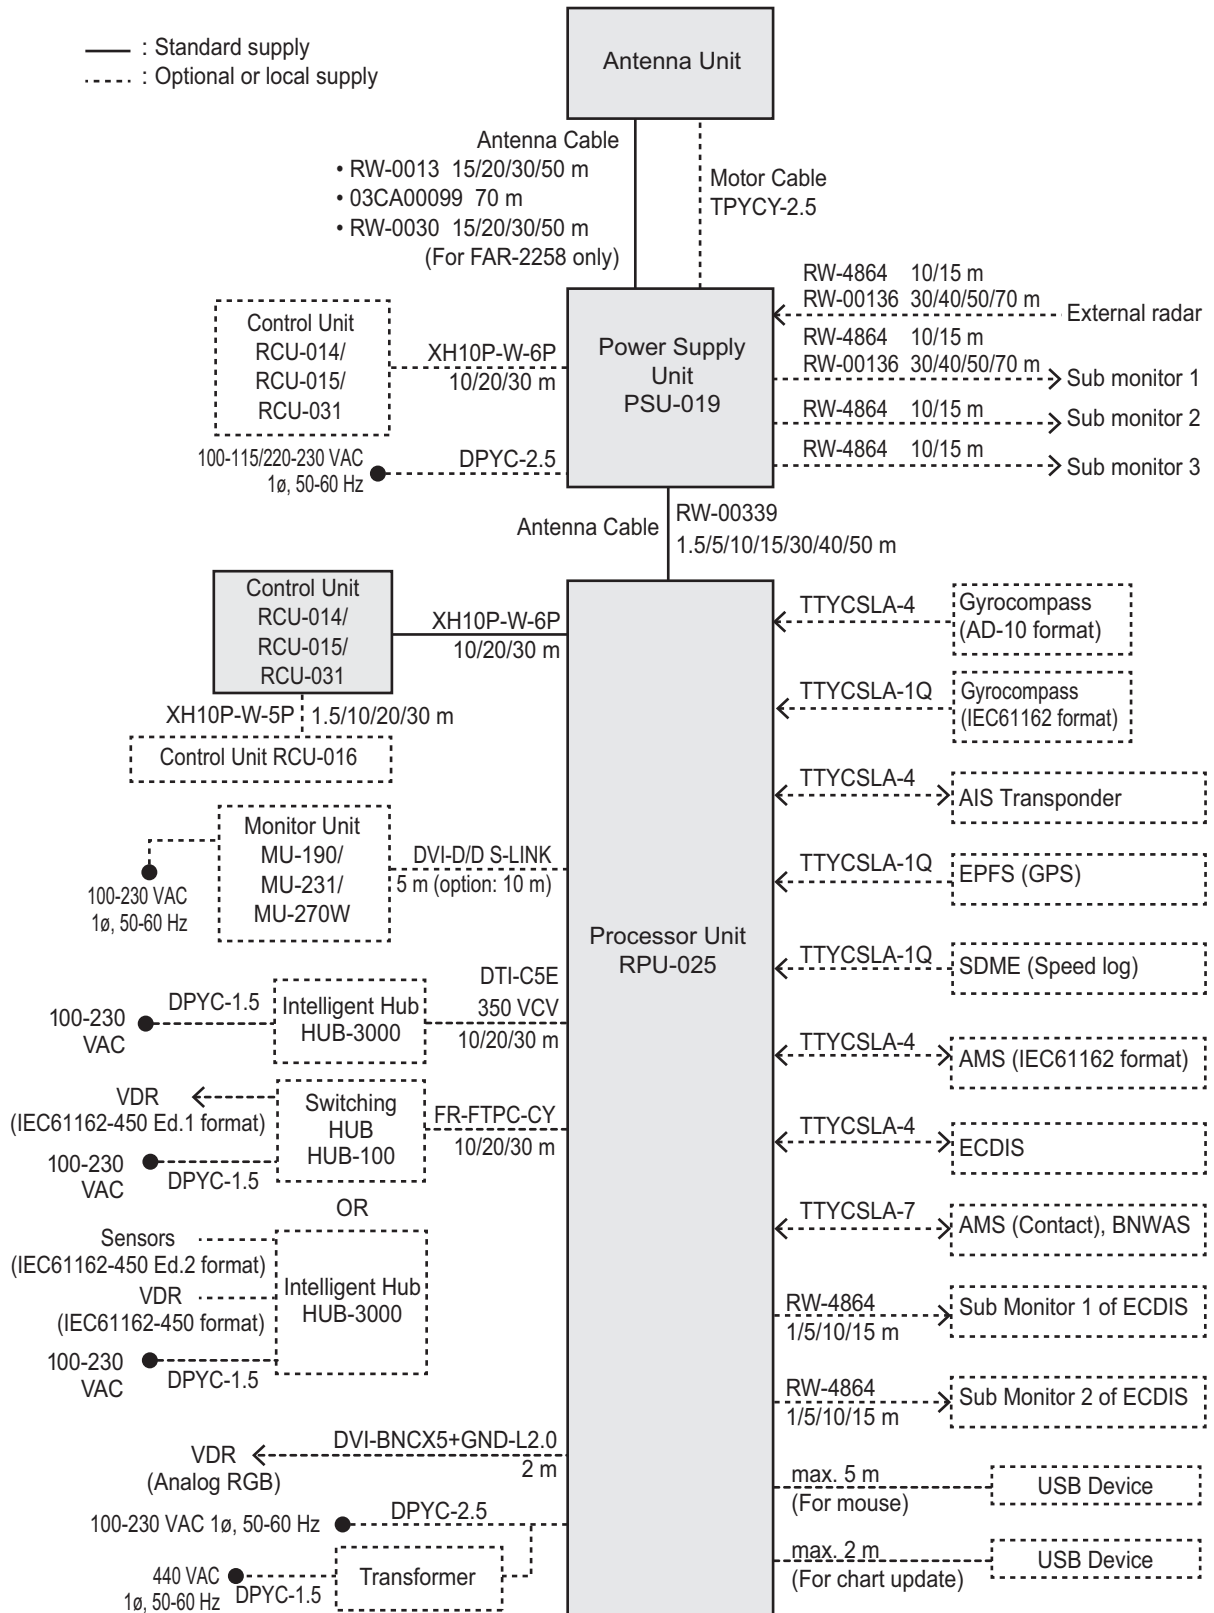 : Standard supply
: Optional or local supply
Antenna Unit
Antenna Cable
• RW-0013 15/20/30/50 m
• 03CA00099 70 m
• RW-0030 15/20/30/50 m
(For FAR-2258 only)
Motor Cable
TPYCY-2.5
Control Unit
RCU-014/
RCU-015/
RCU-031
XH10P-W-6P
10/20/30 m
100-115/220-230 VAC
1ø, 50-60 Hz
DPYC-2.5
Power Supply
Unit
PSU-019
RW-4864 10/15 m
RW-00136 30/40/50/70 m
External radar
RW-4864 10/15 m
RW-00136 30/40/50/70 m
Sub monitor 1
RW-4864 10/15 m
Sub monitor 2
RW-4864 10/15 m
Sub monitor 3
Antenna Cable
RW-00339
1.5/5/10/15/30/40/50 m
Control Unit
RCU-014/
RCU-015/
RCU-031
XH10P-W-6P
10/20/30 m
XH10P-W-5P
1.5/10/20/30 m
Control Unit RCU-016
Monitor Unit
MU-190/
MU-231/
MU-270W
100-230 VAC
1ø, 50-60 Hz
DVI-D/D S-LINK
5 m (option: 10 m)
Processor Unit
RPU-025
100-230
VAC
DPYC-1.5
Intelligent Hub
HUB-3000
DTI-C5E
350 VCV
10/20/30 m
VDR
(IEC61162-450 Ed.1 format)
100-230
VAC
DPYC-1.5
Switching
HUB
HUB-100
FR-FTPC-CY
10/20/30 m
OR
Sensors
(IEC61162-450 Ed.2 format)
VDR
(IEC61162-450 format)
100-230
VAC
DPYC-1.5
Intelligent Hub
HUB-3000
VDR
(Analog RGB)
DVI-BNCX5+GND-L2.0
2 m
100-230 VAC 1ø, 50-60 Hz
DPYC-2.5
440 VAC
1ø, 50-60 Hz
DPYC-1.5
Transformer
TTYCSLA-4
Gyrocompass
(AD-10 format)
TTYCSLA-1Q
Gyrocompass
(IEC61162 format)
TTYCSLA-4
AIS Transponder
TTYCSLA-1Q
EPFS (GPS)
TTYCSLA-1Q
SDME (Speed log)
TTYCSLA-4
AMS (IEC61162 format)
TTYCSLA-4
ECDIS
TTYCSLA-7
AMS (Contact), BNWAS
RW-4864
1/5/10/15 m
Sub Monitor 1 of ECDIS
RW-4864
1/5/10/15 m
Sub Monitor 2 of ECDIS
max. 5 m
(For mouse)
USB Device
max. 2 m
(For chart update)
USB Device